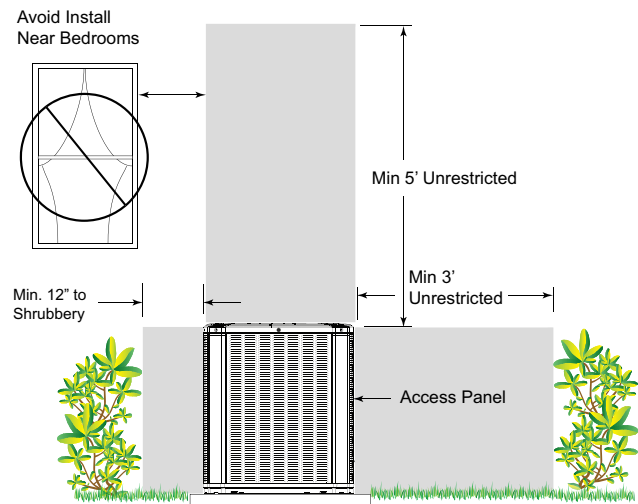 Avoid Install
Near Bedrooms
Min 5’ Unrestricted
Min 3’
Unrestricted
Min. 12” to
Shrubbery
Access Panel